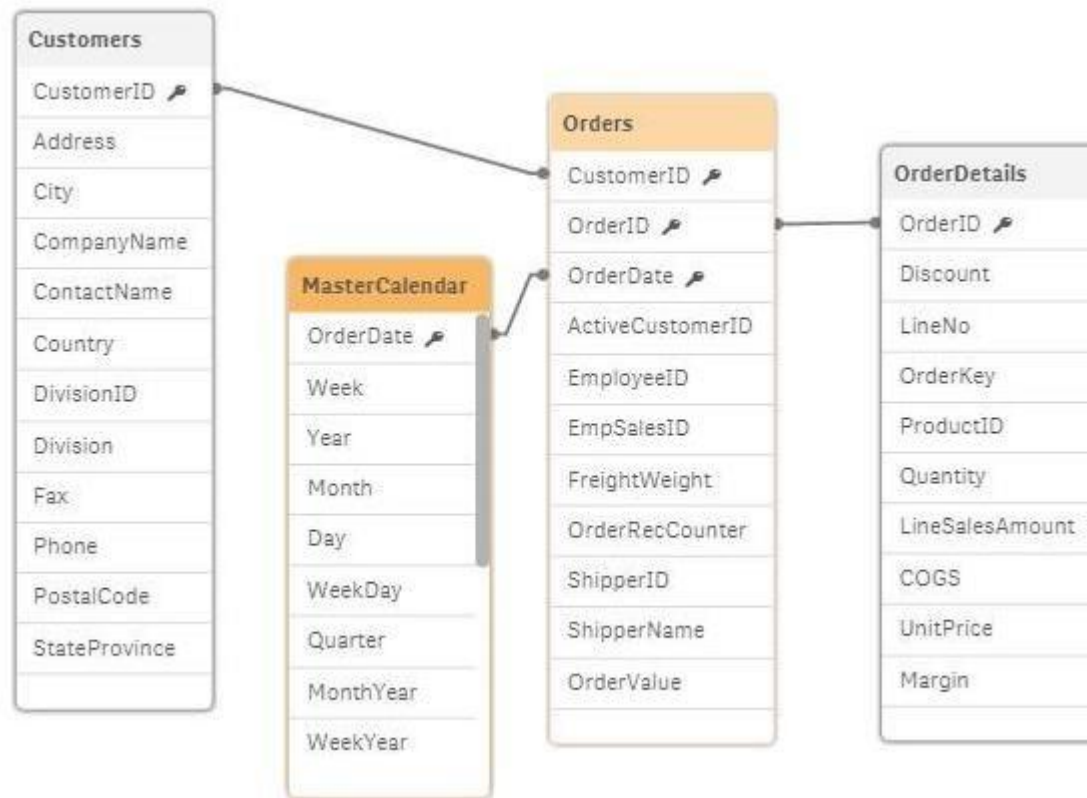 Customers
CustomerID
Address
City
CompanyName
ContactName
Country
DivisionID
Division
Fax
Phone
PostalCode
StateProvince
MasterCalendar
OrderDate
Week
Year
Month
Day
WeekDay
Quarter
MonthYear
WeekYear
Orders
CustomerID
OrderID
OrderDate
ActiveCustomerID
EmployeeID
EmpSalesID
FreightWeight
OrderRecCounter
ShipperID
ShipperName
OrderValue
OrderDetails
OrderID
Discount
LineNo
OrderKey
ProductID
Quantity
LineSalesAmount
COGS
UnitPrice
Margin